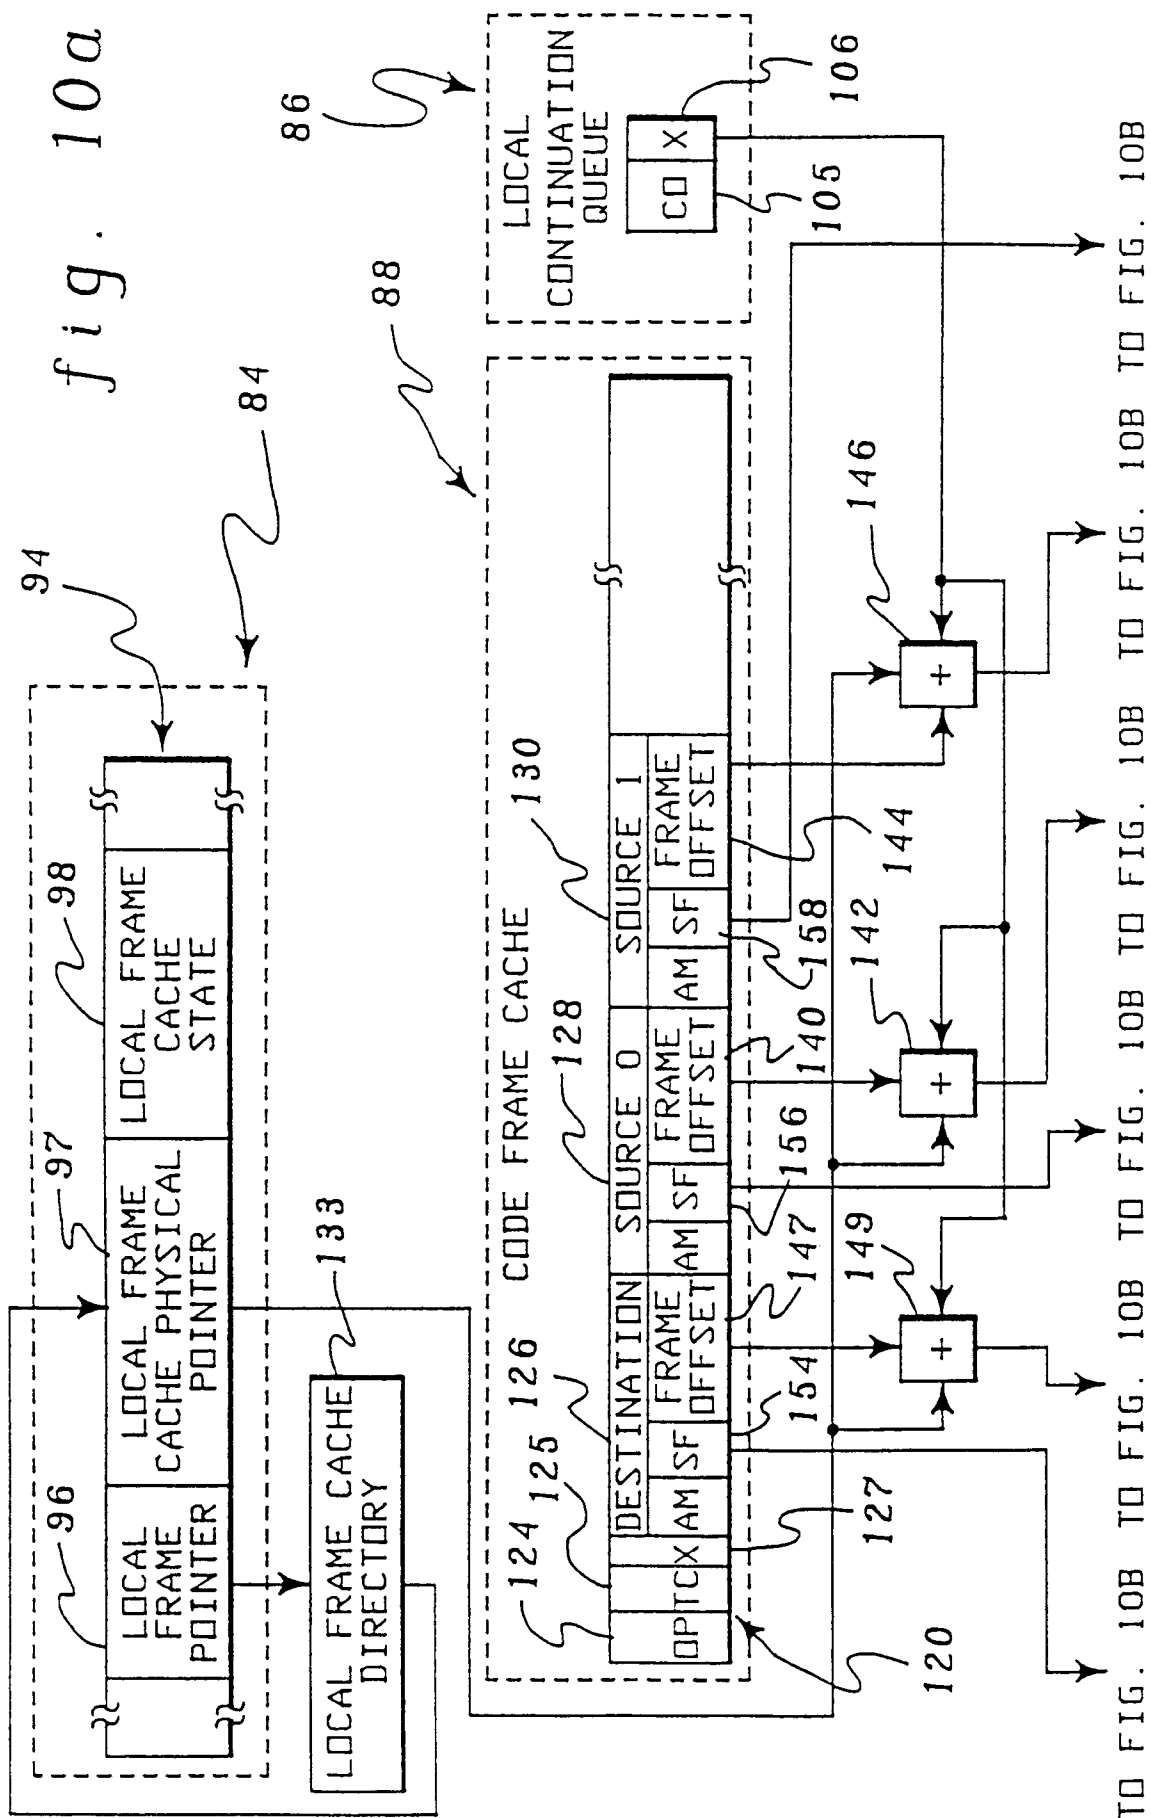 fig. 10a
94
84
96
97
98
LOCAL
FRAME
POINTER
LOCAL FRAME
CACHE PHYSICAL
POINTER
LOCAL FRAME
CACHE
STATE
LOCAL FRAME CACHE
DIRECTORY
133
88
86
CODE FRAME CACHE
LOCAL
CONTINUATION
QUEUE
CO
X
105
106
124
125
126
128
130
OP
TC
X
DESTINATION
AM
SF
FRAME
OFFSET
SOURCE 0
AM
SF
FRAME
OFFSET
SOURCE 1
AM
SF
FRAME
OFFSET
120
127
154
147
156
140
158
144
149
+
142
+
146
+
TO FIG. 10B
TO FIG. 10B
TO FIG. 10B
TO FIG. 10B
TO FIG. 10B
TO FIG. 10B